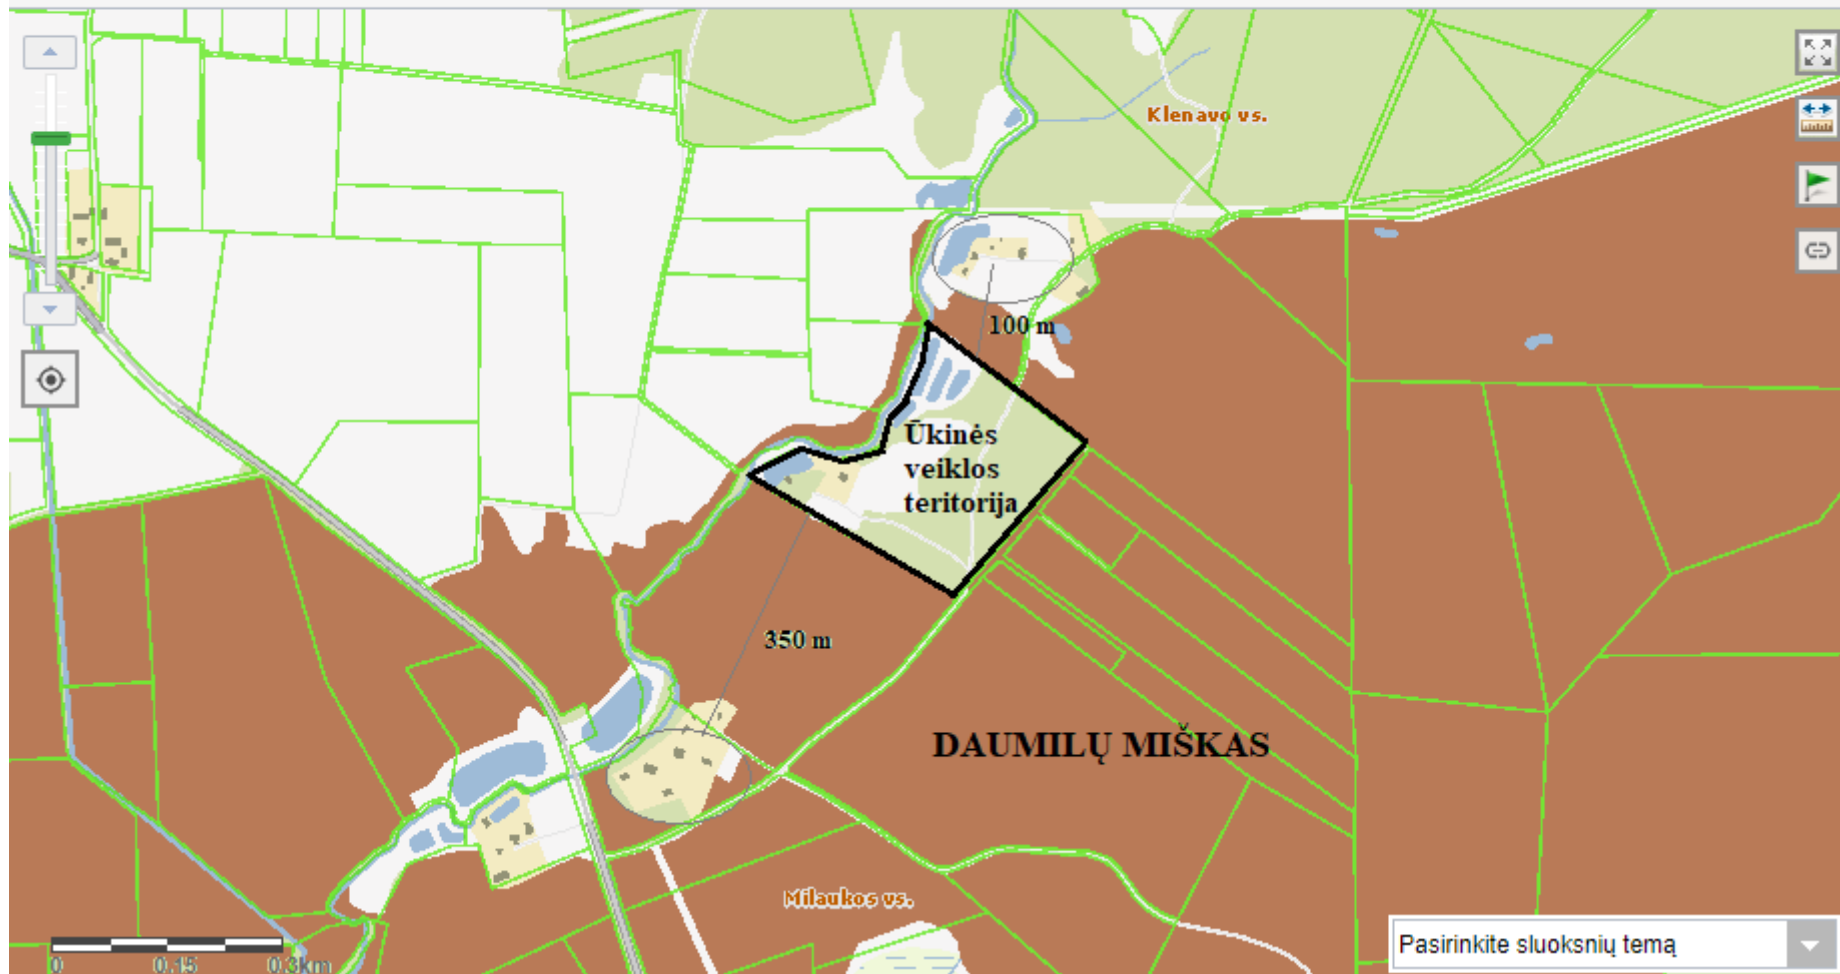 Klenavo vs.
100 m
Ūkinės
veiklos
teritorija
350 m
DAUMILŲ MIŠKAS
Milaukos vs.
Pasirinkite sluoksnių temą
0 0.15 0.3km